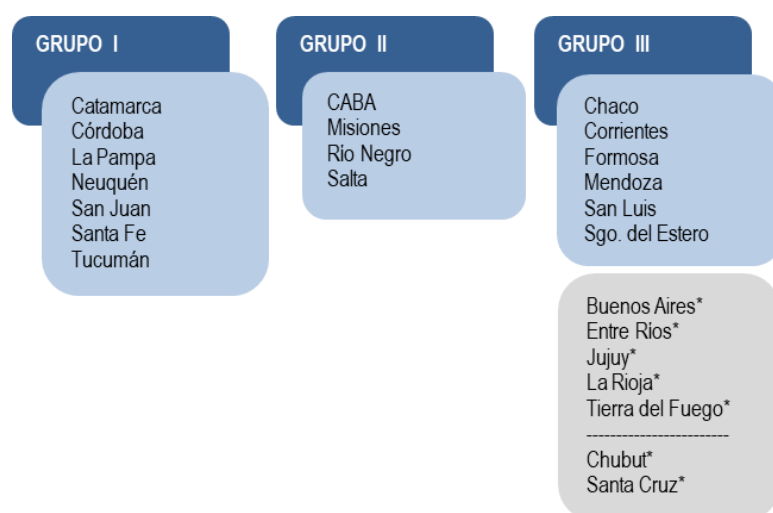 GRUPO I
Catamarca
Córdoba
La Pampa
Neuquén
San Juan
Santa Fe
Tucumán
GRUPO II
CABA
Misiones
Río Negro
Salta
GRUPO III
Chaco
Corrientes
Formosa
Mendoza
San Luis
Sgo. del Estero
Buenos Aires*
Entre Ríos*
Jujuy*
La Rioja*
Tierra del Fuego*
------------------------
Chubut*
Santa Cruz*